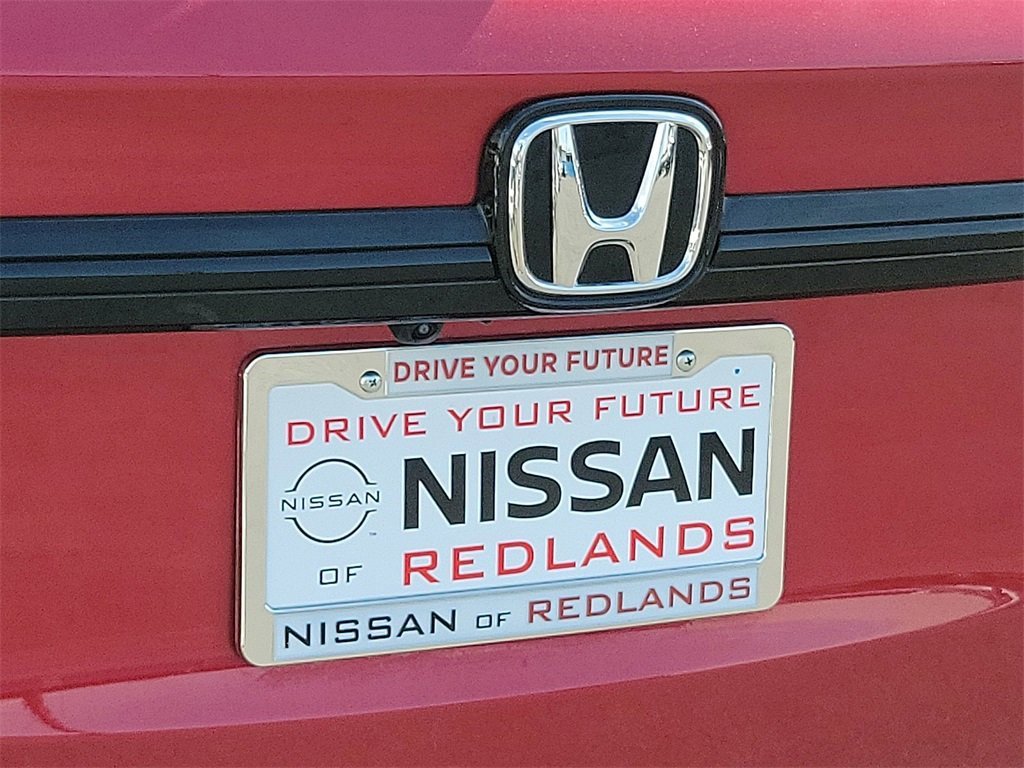 DRIVE YOUR FUTURE
DRIVE YOUR FUTURE
NISSAN NISSAN
OF REDLANDS
NISSAN OF REDLANDS